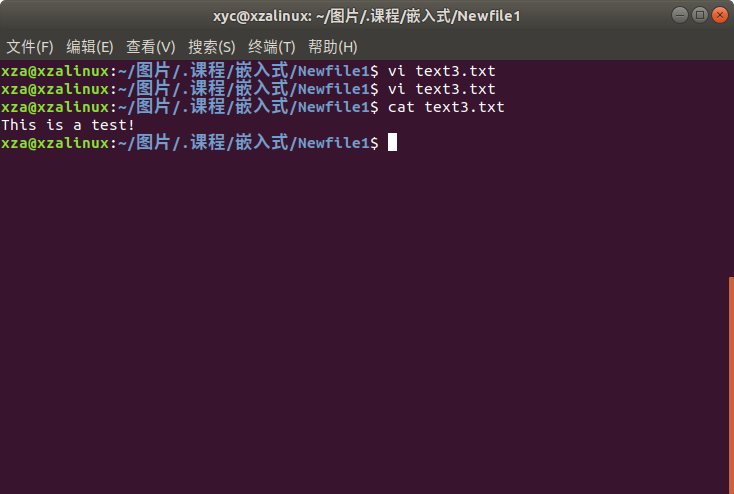 xyc@xzalinux: ~/图片/.课程/嵌入式/Newfile1
文件(F) 编辑(E) 查看(V) 搜索(S) 终端(T) 帮助(H)
xza@xzalinux:~/图片/.课程/嵌入式/Newfile1$ vi text3.txt
xza@xzalinux:~/图片/.课程/嵌入式/Newfile1$ vi text3.txt
xza@xzalinux:~/图片/.课程/嵌入式/Newfile1$ cat text3.txt
This is a test!
xza@xzalinux:~/图片/.课程/嵌入式/Newfile1$